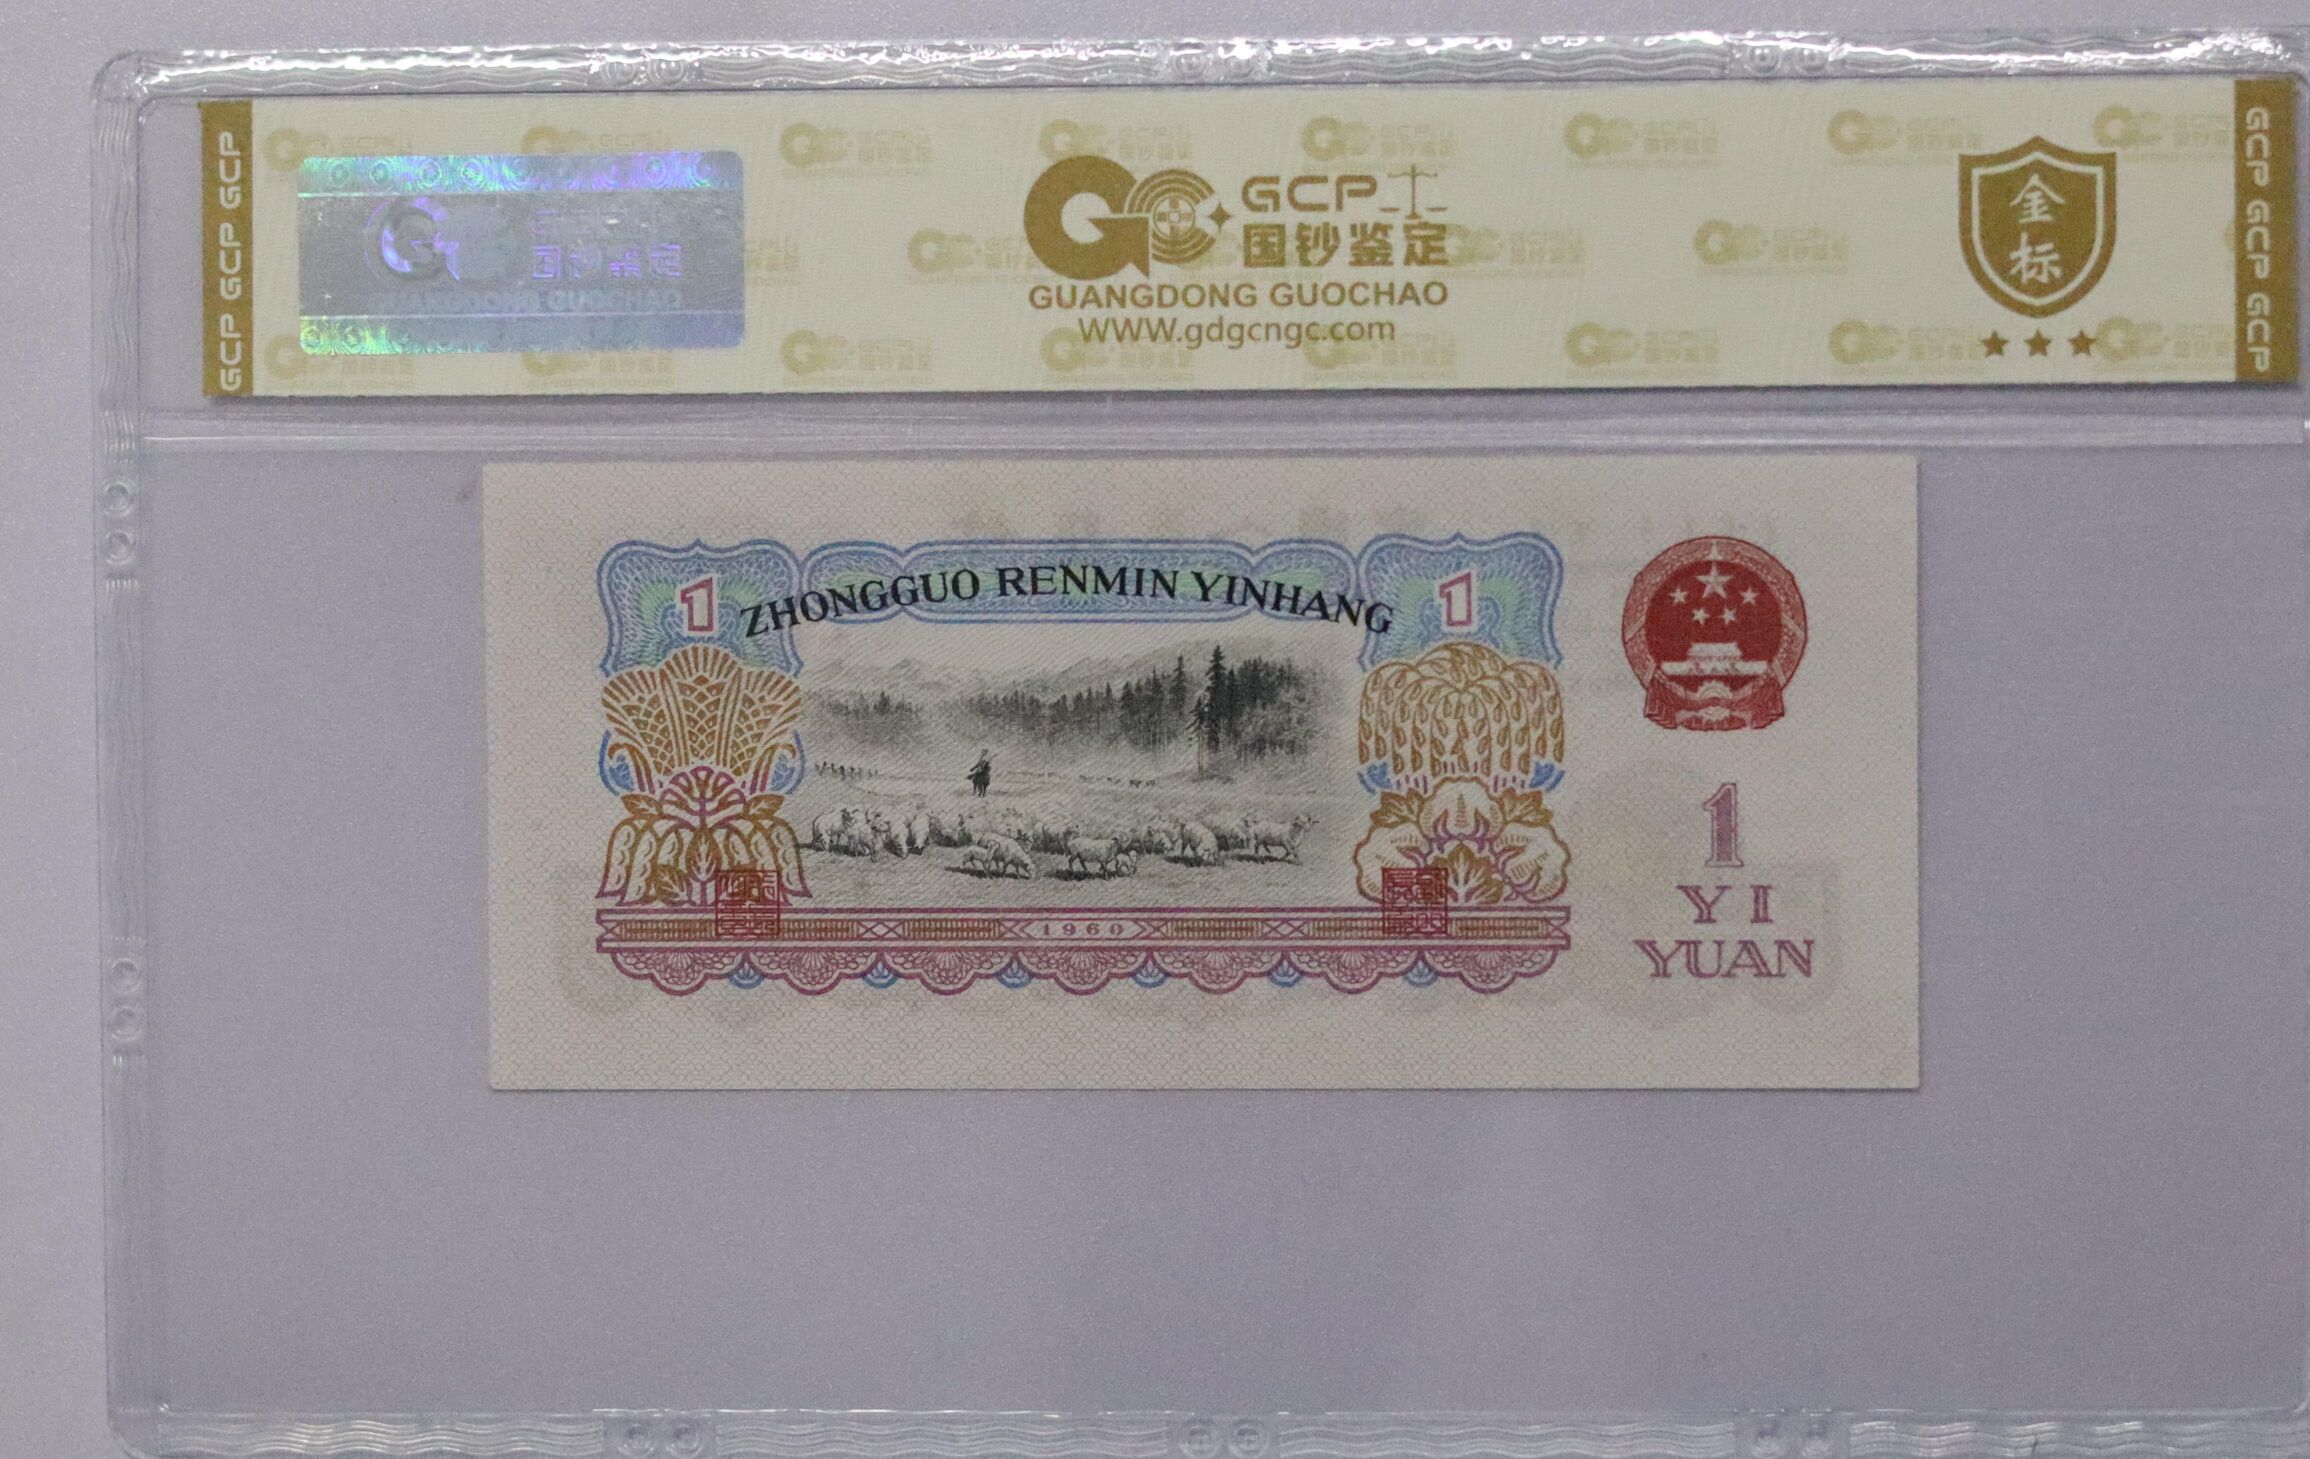 GCP GCP GCP
国钞鉴定
GUANGDONG GUOCHAO
GCP
国钞鉴定
GUANGDONG GUOCHAO
WWW.gdgcngc.com
金
标
GCP GCP GCP
1
ZHONGGUO RENMIN YINHANG
1
1960
1
YI
YUAN